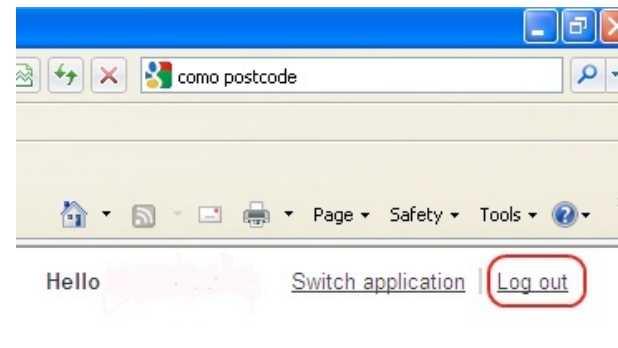 como postcode
Page Safety Tools
Hello Switch application Log out